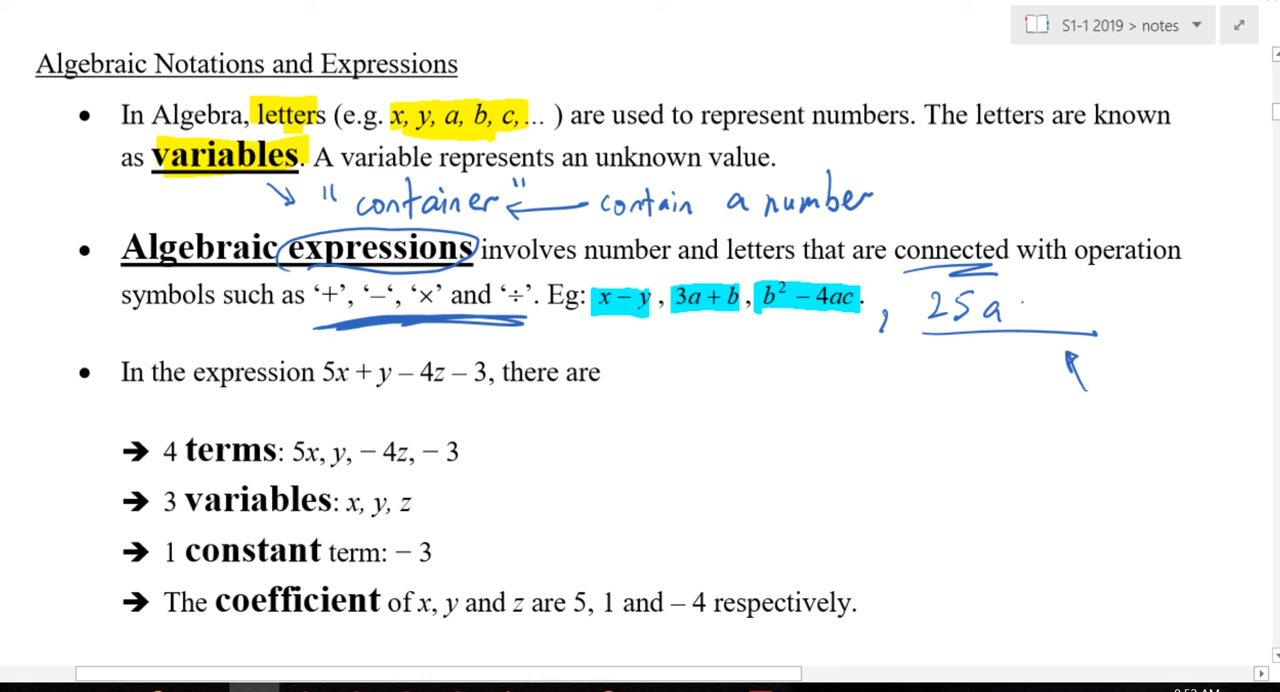 S1-1 2019 > notes
Algebraic Notations and Expressions
• In Algebra, letters (e.g. x, y, a, b, c, ... ) are used to represent numbers. The letters are known
as variables. A variable represents an unknown value.
" container " ← contain a number
• Algebraic expressions involves number and letters that are connected with operation
symbols such as ‘+’, ‘–‘, ‘×’ and ‘÷’. Eg: x – y , 3a + b , b² – 4ac. , 25a
• In the expression 5x + y – 4z – 3, there are
➔ 4 terms: 5x, y, – 4z, – 3
➔ 3 variables: x, y, z
➔ 1 constant term: – 3
➔ The coefficient of x, y and z are 5, 1 and – 4 respectively.